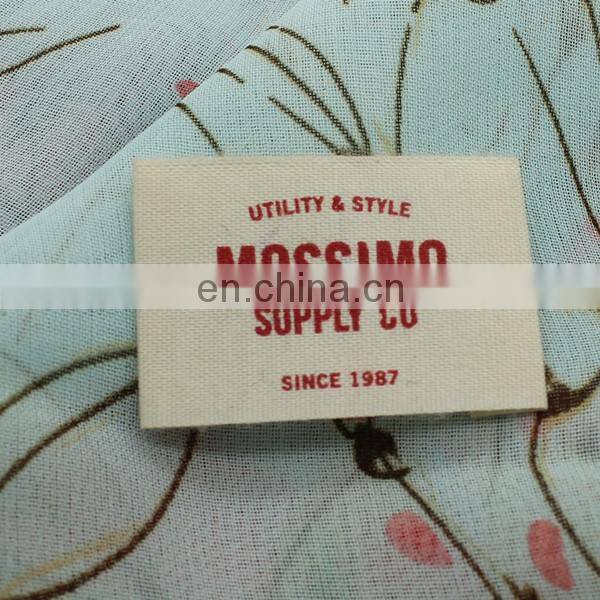 UTILITY & STYLE
MOSSIMO
en.china.cn
SUPPLY CO
SINCE 1987